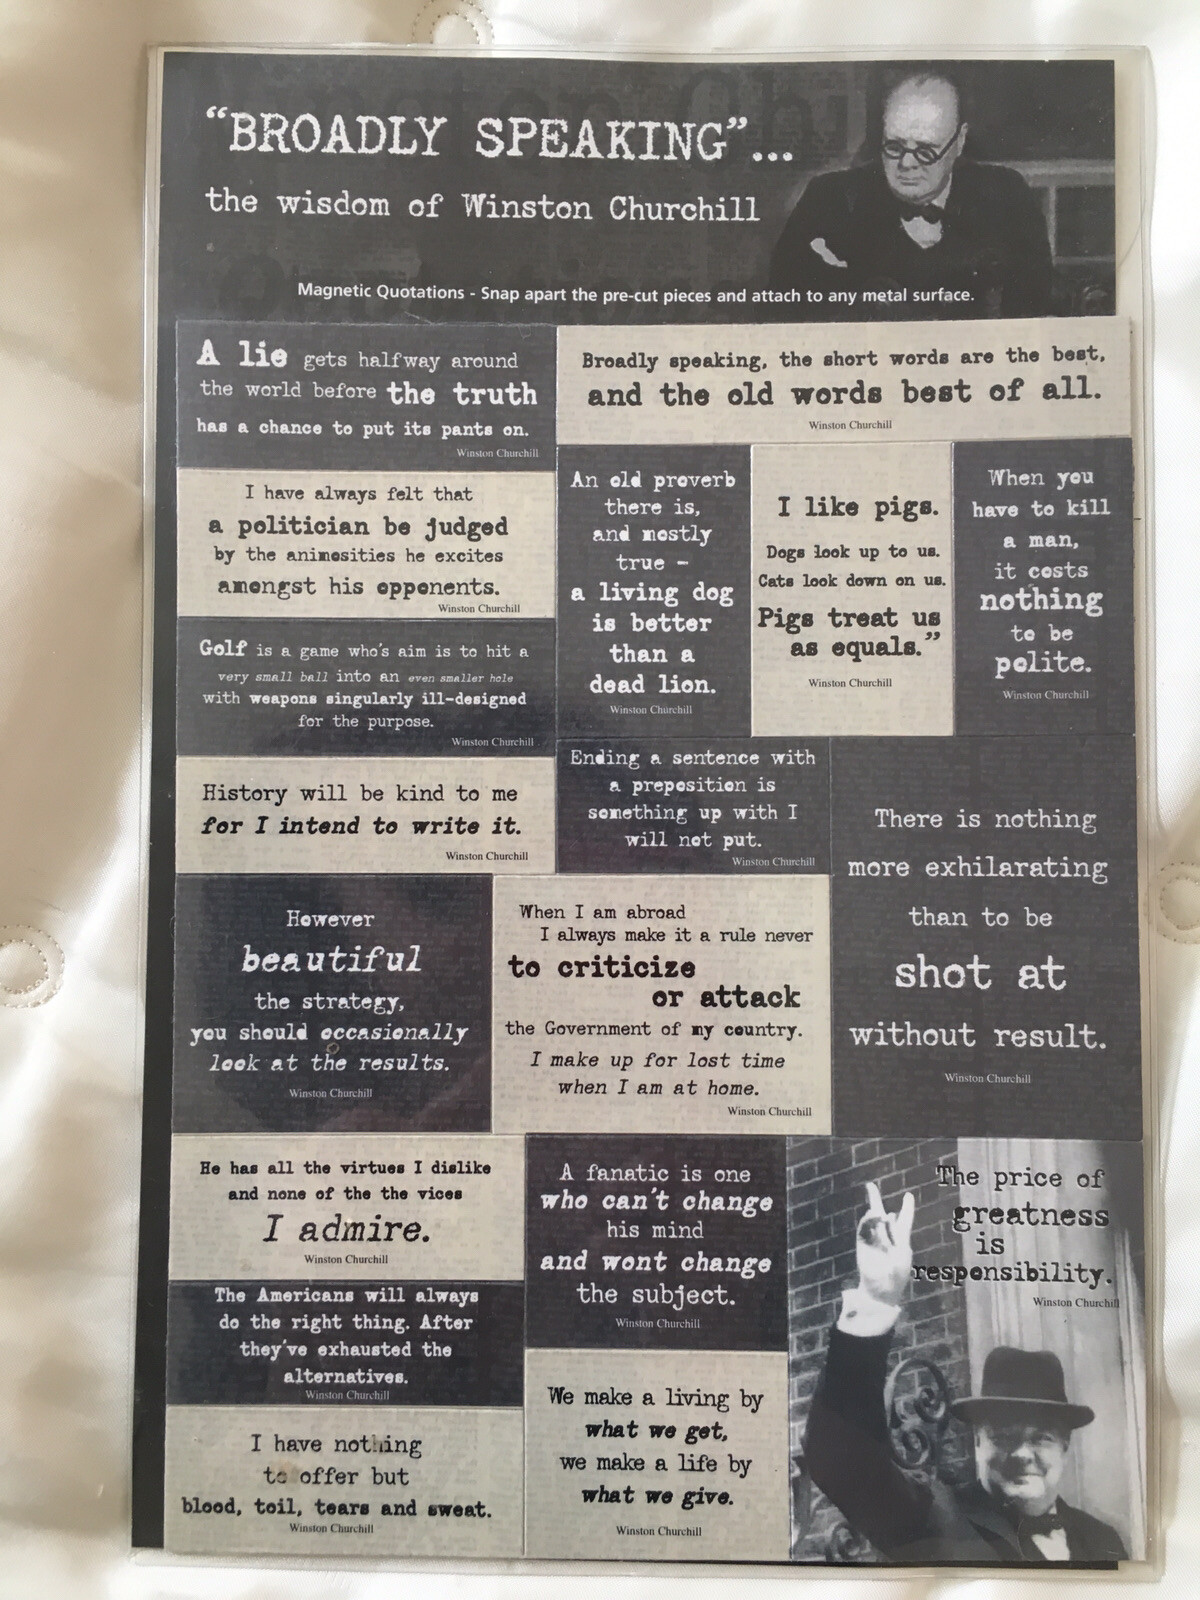 “BROADLY SPEAKING”...
the wisdom of Winston Churchill
Magnetic Quotations - Snap apart the pre-cut pieces and attach to any metal surface.
A lie gets halfway around
the world before the truth
has a chance to put its pants on.
Winston Churchill
Broadly speaking, the short words are the best,
and the old words best of all.
Winston Churchill
I have always felt that
a politician be judged
by the animosities he excites
amongst his opponents.
Winston Churchill
An old proverb
there is,
and mostly
true -
a living dog
is better
than a
dead lion.
Winston Churchill
I like pigs.
Dogs look up to us.
Cats look down on us.
Pigs treat us
as equals.”
Winston Churchill
When you
have to kill
a man,
it costs
nothing
to be
polite.
Winston Churchill
Golf is a game who's aim is to hit a
very small ball into an even smaller hole
with weapons singularly ill-designed
for the purpose.
Winston Churchill
History will be kind to me
for I intend to write it.
Winston Churchill
Ending a sentence with
a preposition is
something up with I
will not put.
Winston Churchill
There is nothing
more exhilarating
than to be
shot at
without result.
Winston Churchill
However
beautiful
the strategy,
you should occasionally
look at the results.
Winston Churchill
When I am abroad
I always make it a rule never
to criticize
or attack
the Government of my country.
I make up for lost time
when I am at home.
Winston Churchill
He has all the virtues I dislike
and none of the the vices
I admire.
Winston Churchill
A fanatic is one
who can't change
his mind
and wont change
the subject.
Winston Churchill
The price of
greatness
is
responsibility.
Winston Churchill
The Americans will always
do the right thing. After
they've exhausted the
alternatives.
Winston Churchill
We make a living by
what we get,
we make a life by
what we give.
Winston Churchill
I have nothing
to offer but
blood, toil, tears and sweat.
Winston Churchill